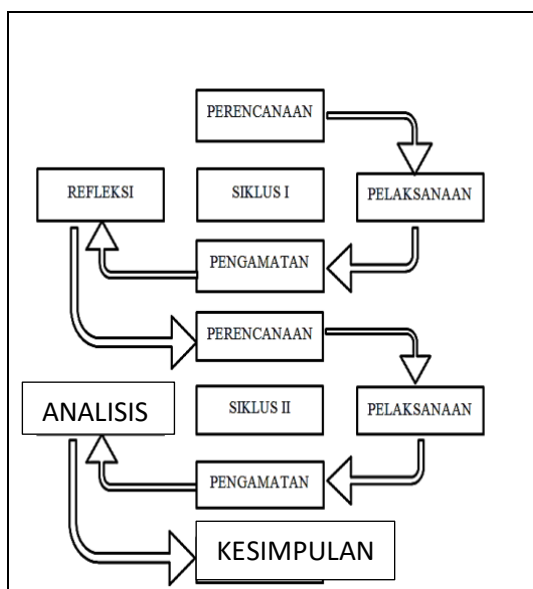 PERENCANAAN
REFLEKSI
SIKLUS I
PELAKSANAAN
PENGAMATAN
PERENCANAAN
ANALISIS
SIKLUS II
PELAKSANAAN
PENGAMATAN
KESIMPULAN